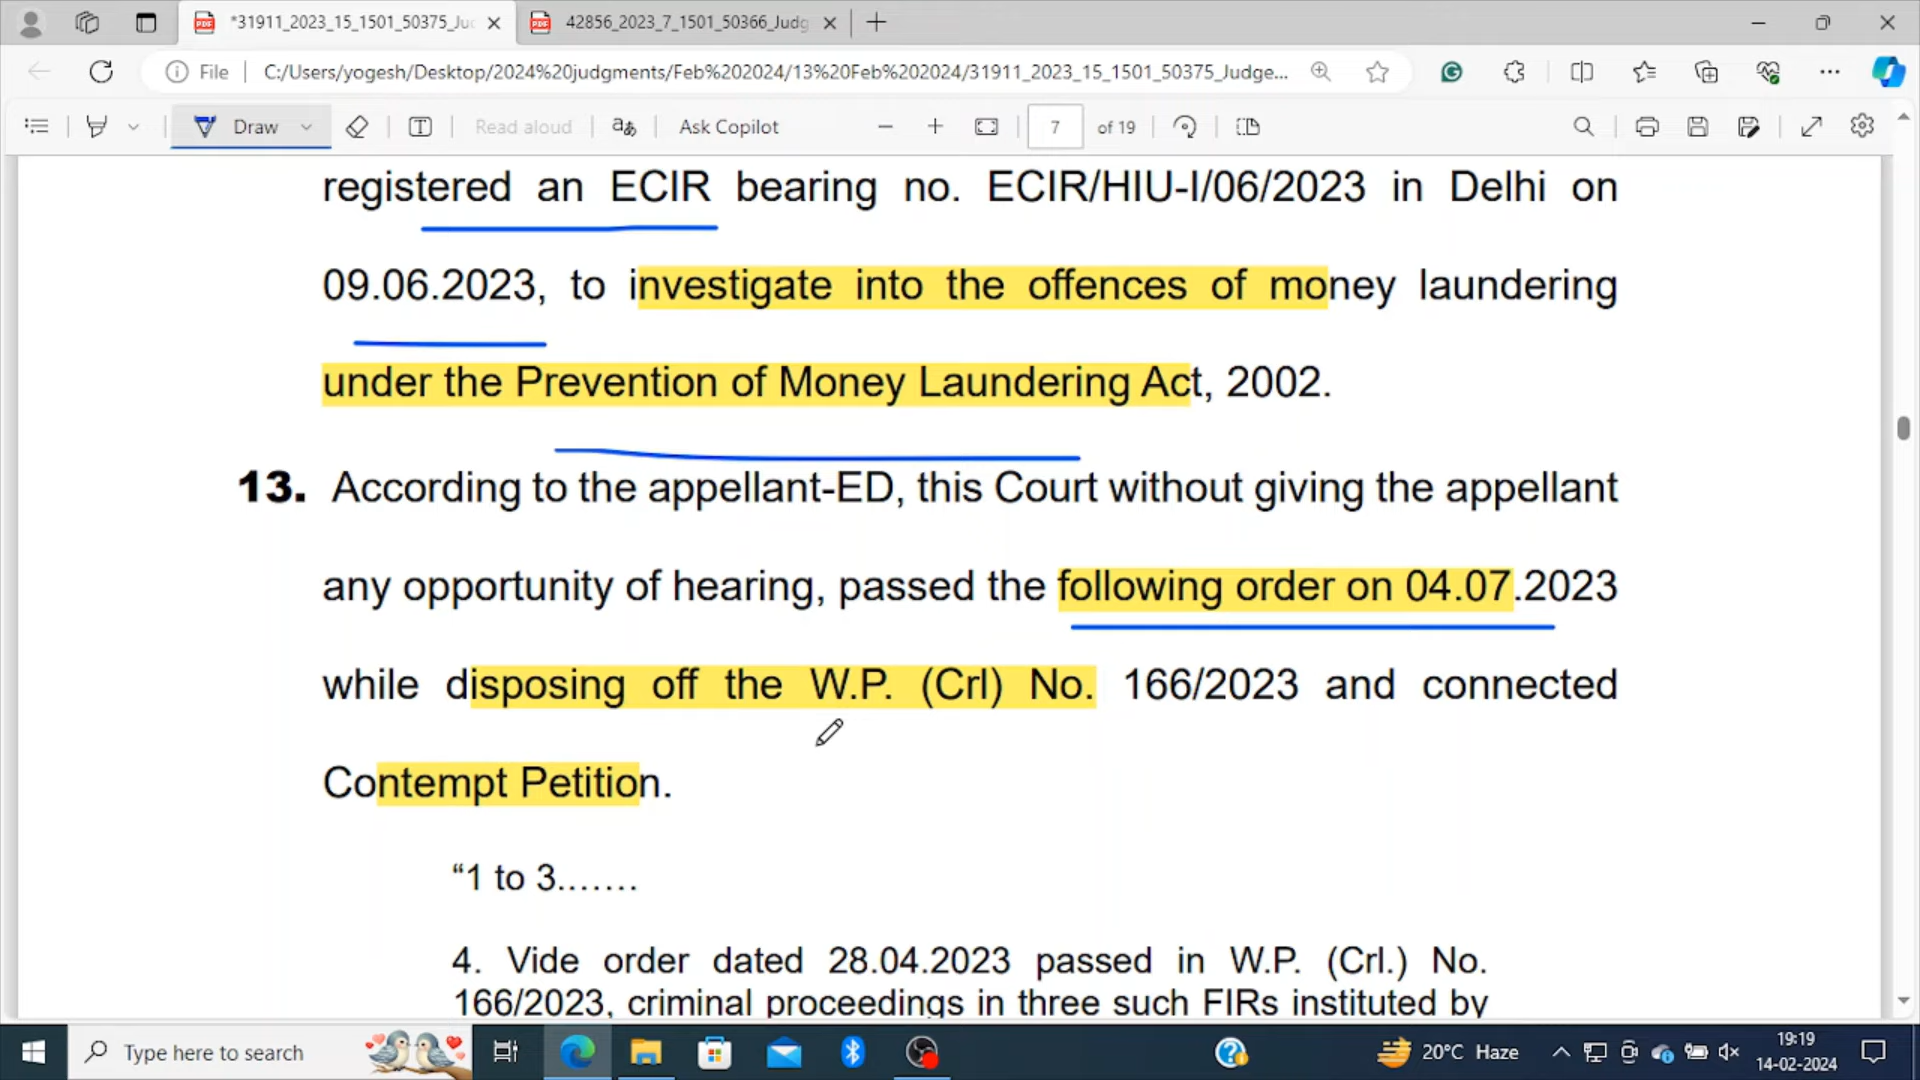 *31911_2023_15_1501_50375_Juc
42856_2023_7_1501_50366_Judg
File
C:/Users/yogesh/Desktop/2024%20judgments/Feb%202024/13%20Feb%202024/31911_2023_15_1501_50375_Judge...
Draw
Read aloud
Ask Copilot
7 of 19
registered an ECIR bearing no. ECIR/HIU-I/06/2023 in Delhi on
09.06.2023, to investigate into the offences of money laundering
under the Prevention of Money Laundering Act, 2002.
13. According to the appellant-ED, this Court without giving the appellant
any opportunity of hearing, passed the following order on 04.07.2023
while disposing off the W.P. (Crl) No. 166/2023 and connected
Contempt Petition.
“1 to 3.......
4. Vide order dated 28.04.2023 passed in W.P. (Crl.) No.
166/2023, criminal proceedings in three such FIRs instituted by
Type here to search
20°C Haze
19:19
14-02-2024